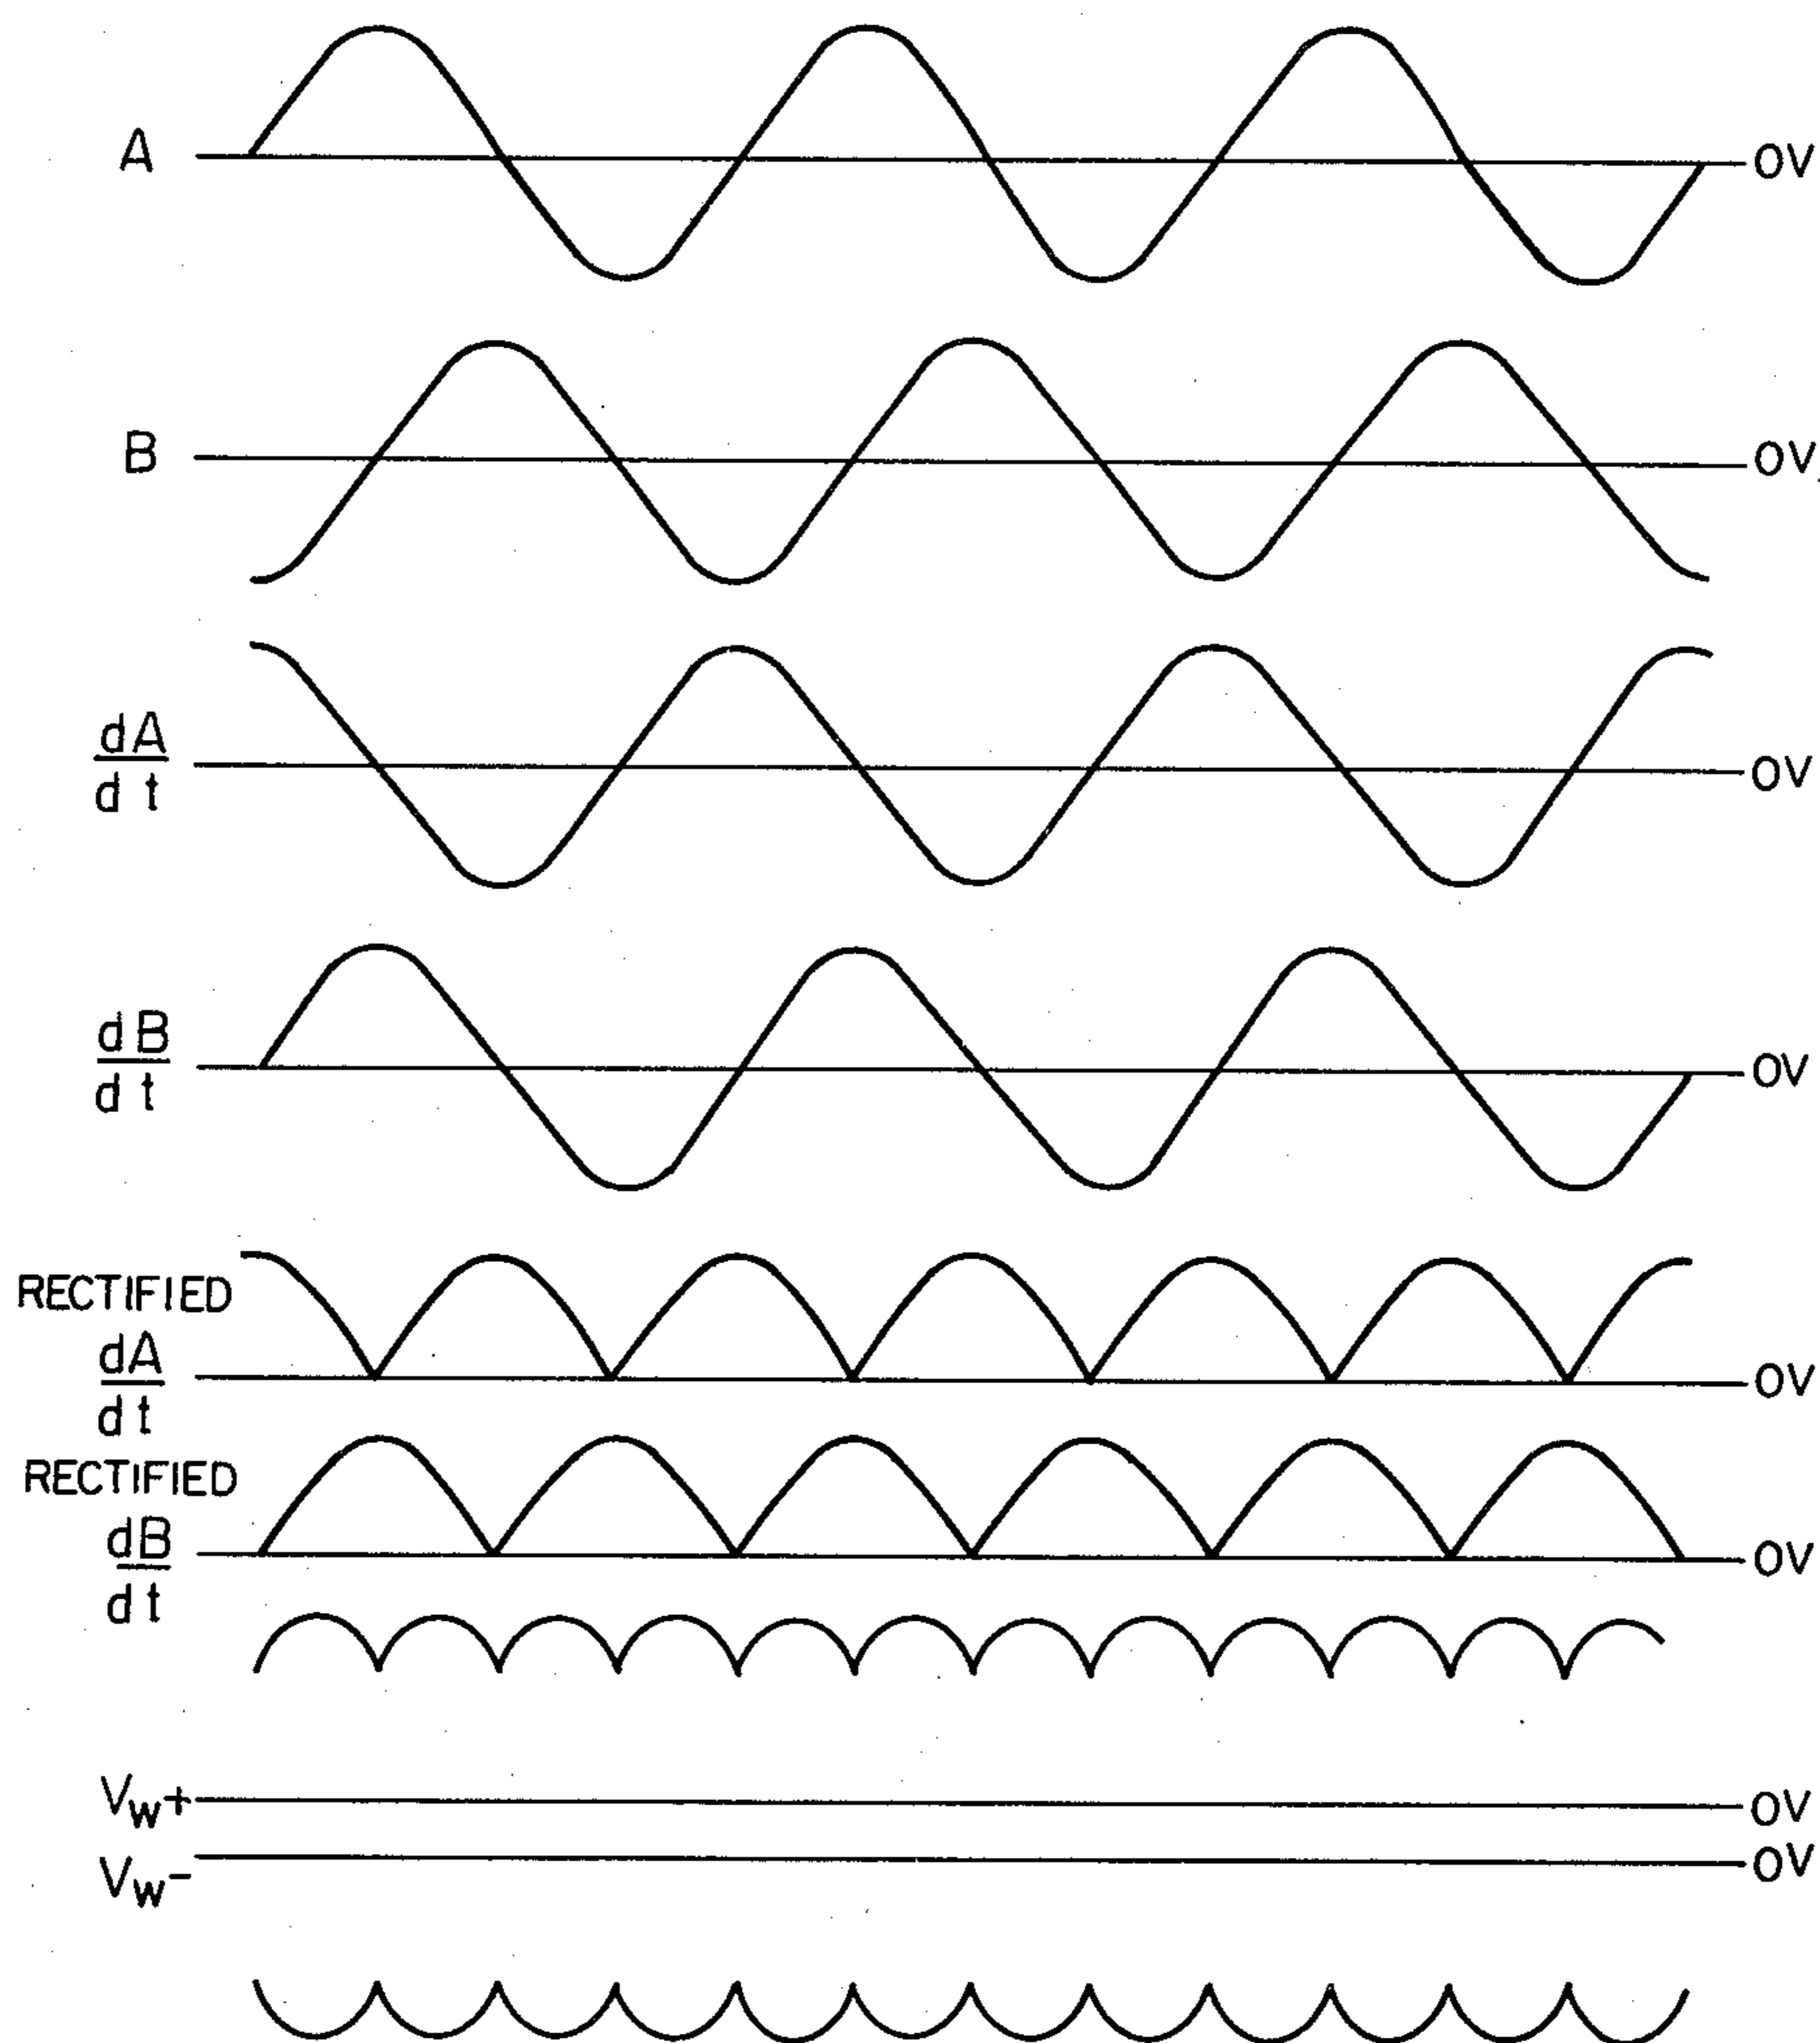 A 0V
B 0V
dA
dt 0V
dB
dt 0V
RECTIFIED
dA
dt 0V
RECTIFIED
dB
dt 0V
VW+ 0V
VW- 0V